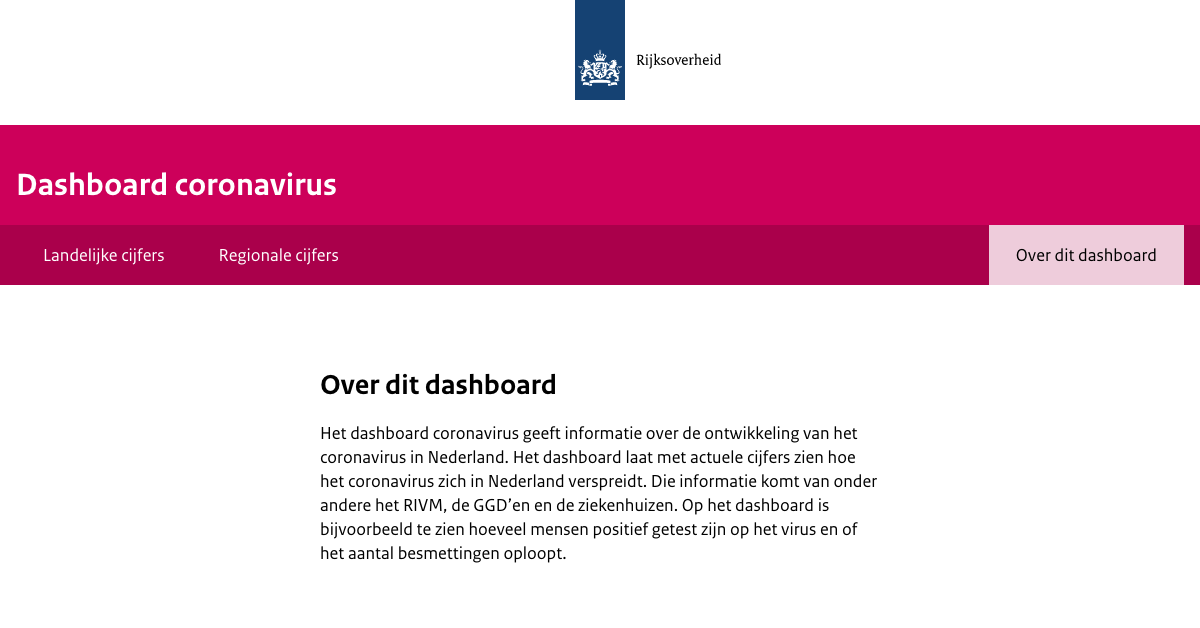 Rijksoverheid
Dashboard coronavirus
Landelijke cijfers
Regionale cijfers
Over dit dashboard
Over dit dashboard
Het dashboard coronavirus geeft informatie over de ontwikkeling van het
coronavirus in Nederland. Het dashboard laat met actuele cijfers zien hoe
het coronavirus zich in Nederland verspreidt. Die informatie komt van onder
andere het RIVM, de GGD’en en de ziekenhuizen. Op het dashboard is
bijvoorbeeld te zien hoeveel mensen positief getest zijn op het virus en of
het aantal besmettingen oploopt.